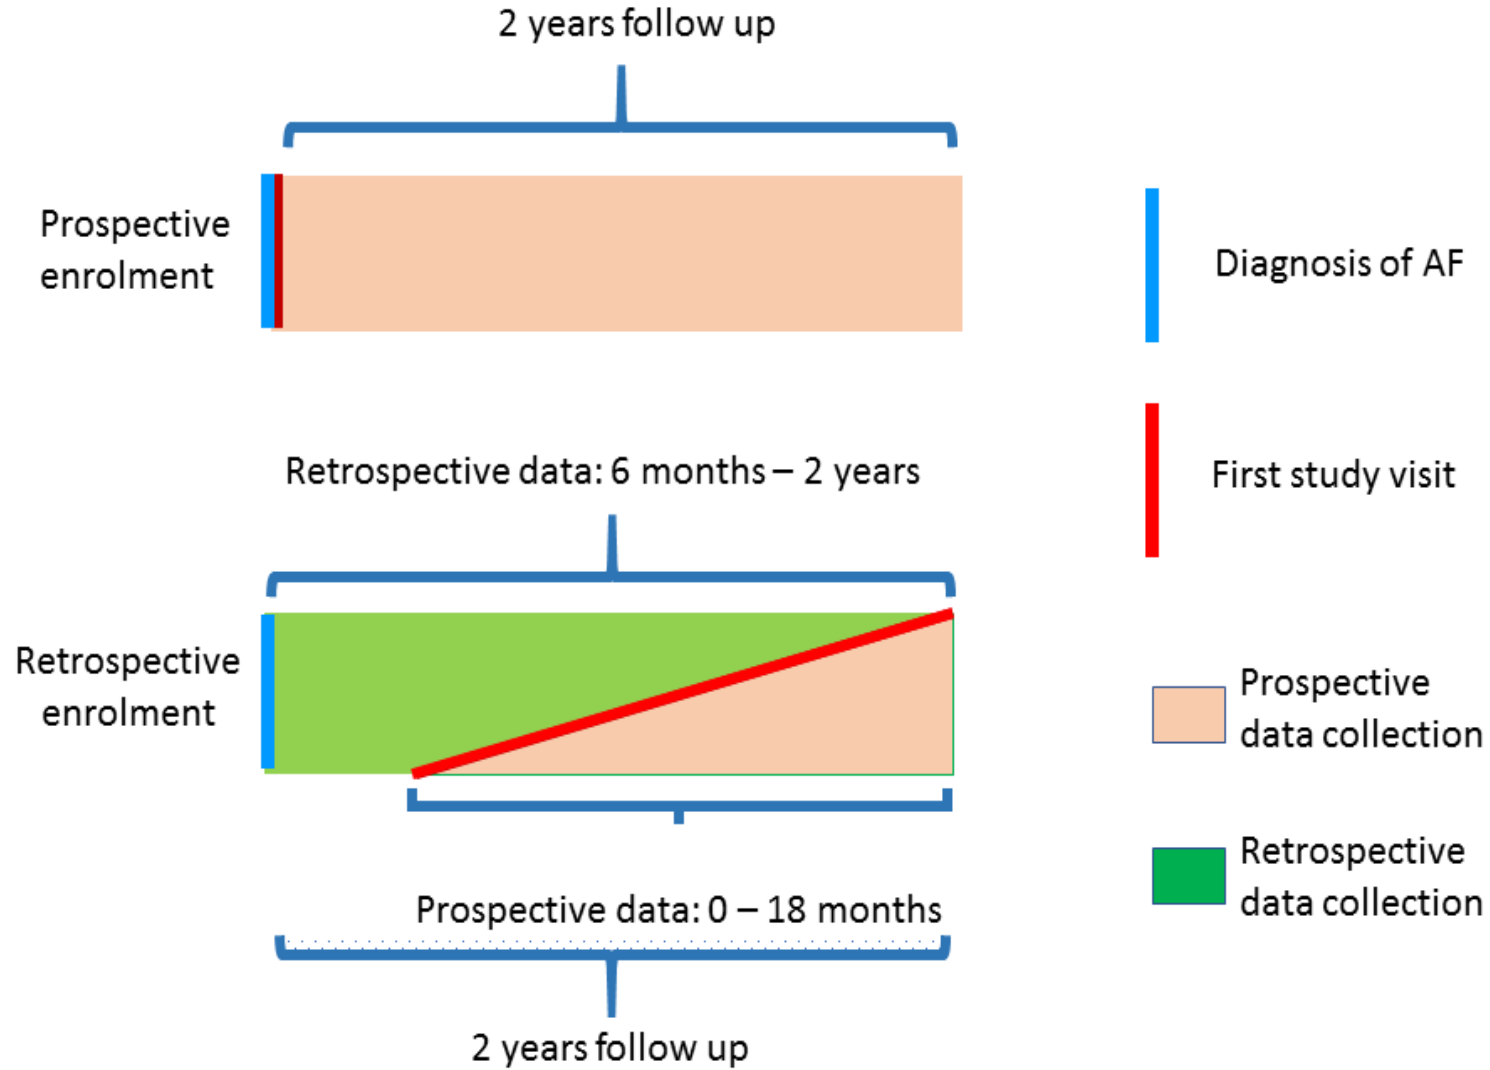 2 years follow up
Prospective
enrolment
Diagnosis of AF
First study visit
Retrospective data: 6 months – 2 years
Retrospective
enrolment
Prospective
data collection
Retrospective
data collection
Prospective data: 0 – 18 months
2 years follow up